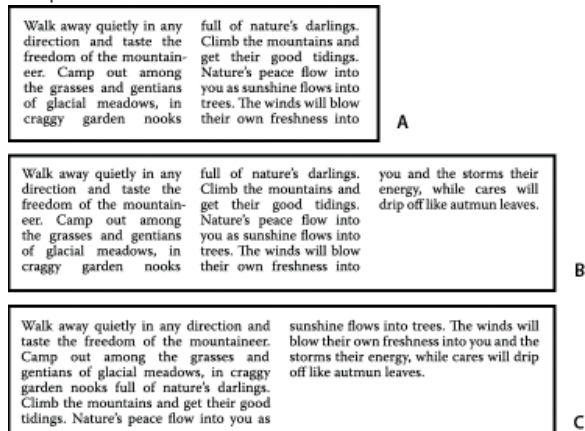 Walk away quietly in any
direction and taste the
freedom of the mountain-
eer. Camp out among
the grasses and gentians
of glacial meadows, in
craggy garden nooks
full of nature's darlings.
Climb the mountains and
get their good tidings.
Nature's peace flow into
you as sunshine flows into
trees. The winds will blow
their own freshness into
A
Walk away quietly in any
direction and taste the
freedom of the mountain-
eer. Camp out among
the grasses and gentians
of glacial meadows, in
craggy garden nooks
full of nature's darlings.
Climb the mountains and
get their good tidings.
Nature's peace flow into
you as sunshine flows into
trees. The winds will blow
their own freshness into
you and the storms their
energy, while cares will
drip off like autmun leaves.
B
Walk away quietly in any direction and
taste the freedom of the mountaineer.
Camp out among the grasses and
gentians of glacial meadows, in craggy
garden nooks full of nature's darlings.
Climb the mountains and get their good
tidings. Nature's peace flow into you as
sunshine flows into trees. The winds will
blow their own freshness into you and the
storms their energy, while cares will drip
off like autmun leaves.
C